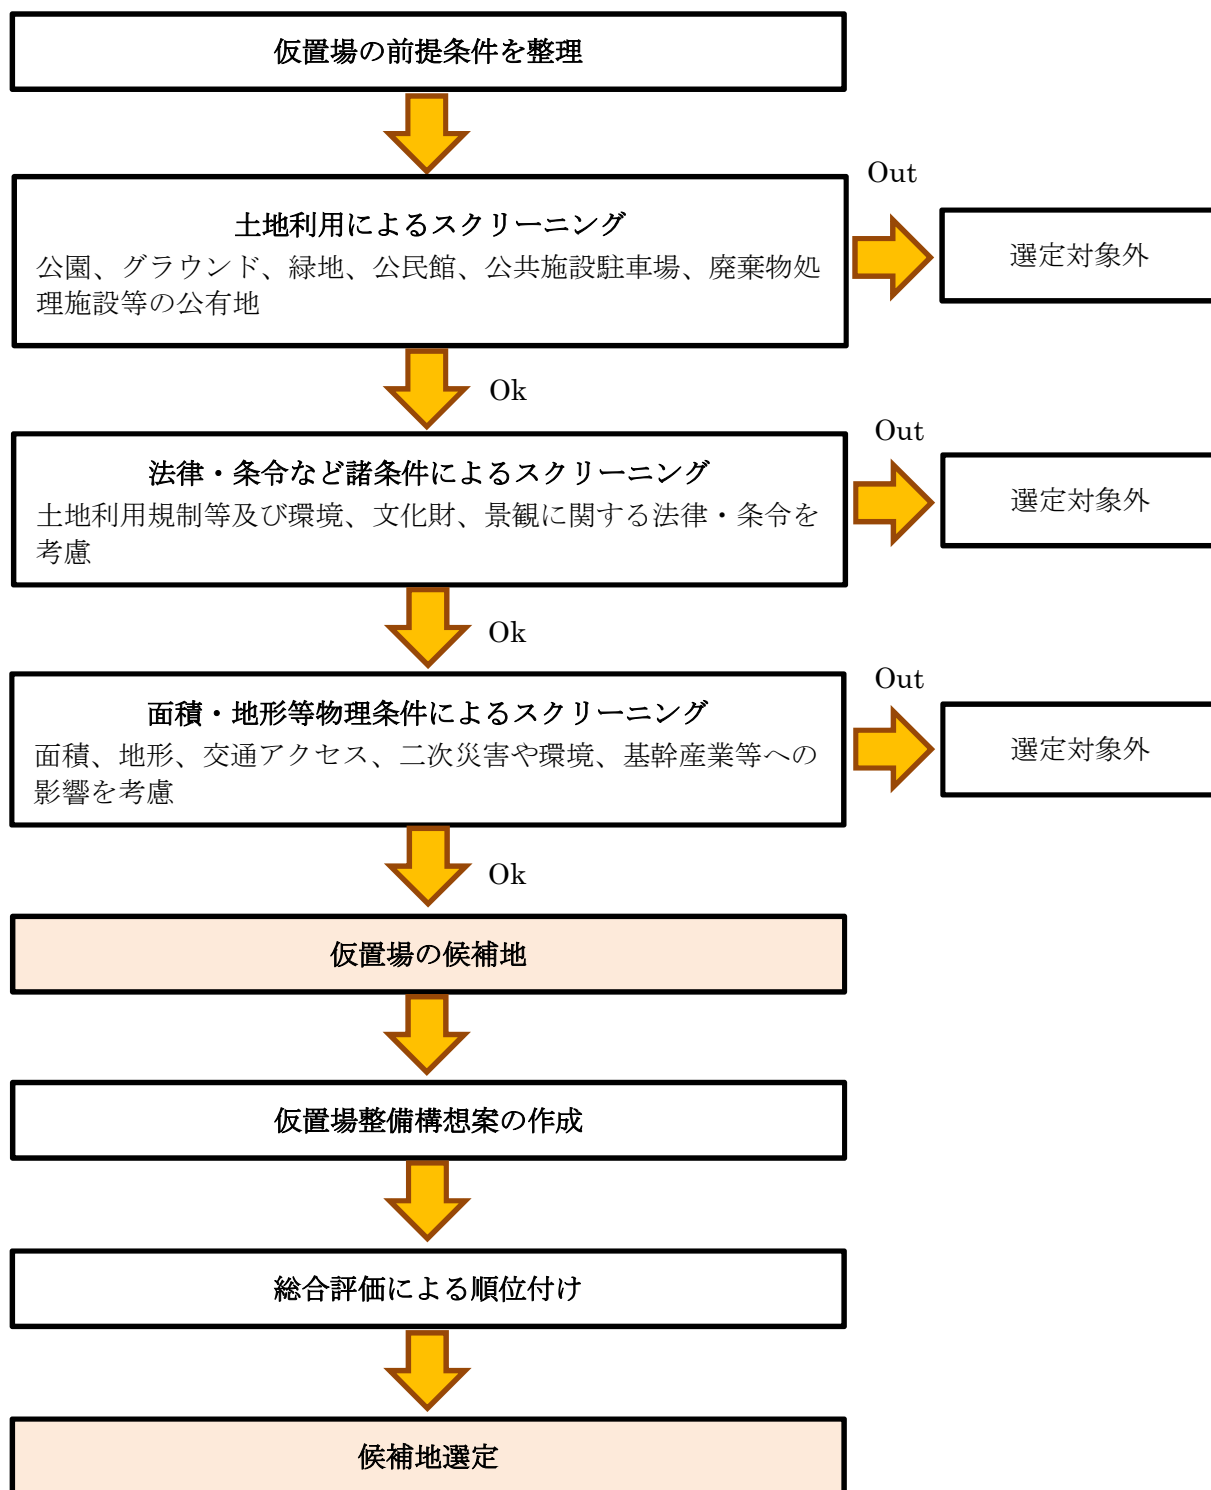 仮置場の前提条件を整理
Out
土地利用によるスクリーニング
公園、グラウンド、緑地、公民館、公共施設駐車場、廃棄物処
理施設等の公有地
選定対象外
Ok
Out
法律・条令など諸条件によるスクリーニング
土地利用規制等及び環境、文化財、景観に関する法律・条令を
考慮
選定対象外
Ok
Out
面積・地形等物理条件によるスクリーニング
面積、地形、交通アクセス、二次災害や環境、基幹産業等への
影響を考慮
選定対象外
Ok
仮置場の候補地
仮置場整備構想案の作成
総合評価による順位付け
候補地選定